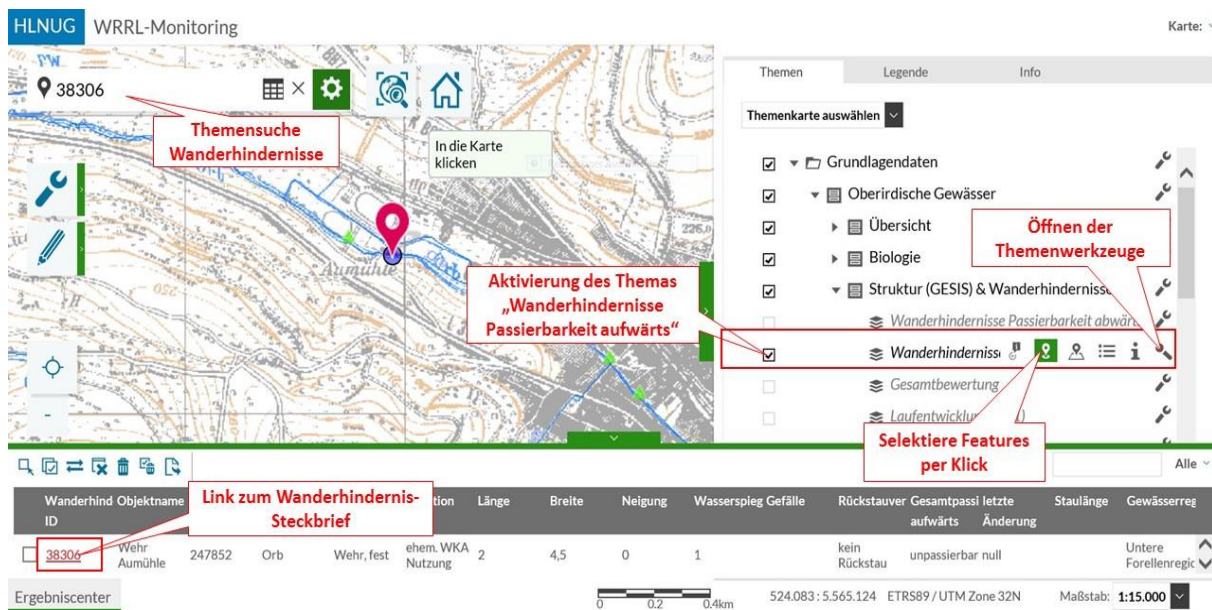 HLNUG WRRL-Monitoring
Karte:
38306
Themensuche
Wanderhindernisse
In die Karte
klicken
Aumühle
226,0
Aktivierung des Themas
„Wanderhindernisse
Passierbarkeit aufwärts“
Themen Legende Info
Themenkarte auswählen
Grundlagendaten
Oberirdische Gewässer
Übersicht
Biologie
Struktur (GESIS) & Wanderhindernisse
Öffnen der
Themenwerkzeuge
Wanderhindernisse Passierbarkeit abwärts
Wanderhindernisse
Gesamtbewertung
Laufentwicklu
Selektiere Features
per Klick
Alle
Link zum Wanderhindernis-
Steckbrief
Wanderhind Objektname tion Länge Breite Neigung Wasserspieg Gefälle Rückstauver Gesamtpassi letzte Staulänge Gewässerreg
ID aufwärts Änderung
38306 Wehr Aumühle 247852 Orb Wehr, fest ehem. WKA Nutzung 2 4,5 0 1 kein Rückstau unpassierbar null Untere Forellenregic
Ergebniscenter
0 0.2 0.4km
524.083 : 5.565.124 ETRS89 / UTM Zone 32N Maßstab: 1:15.000